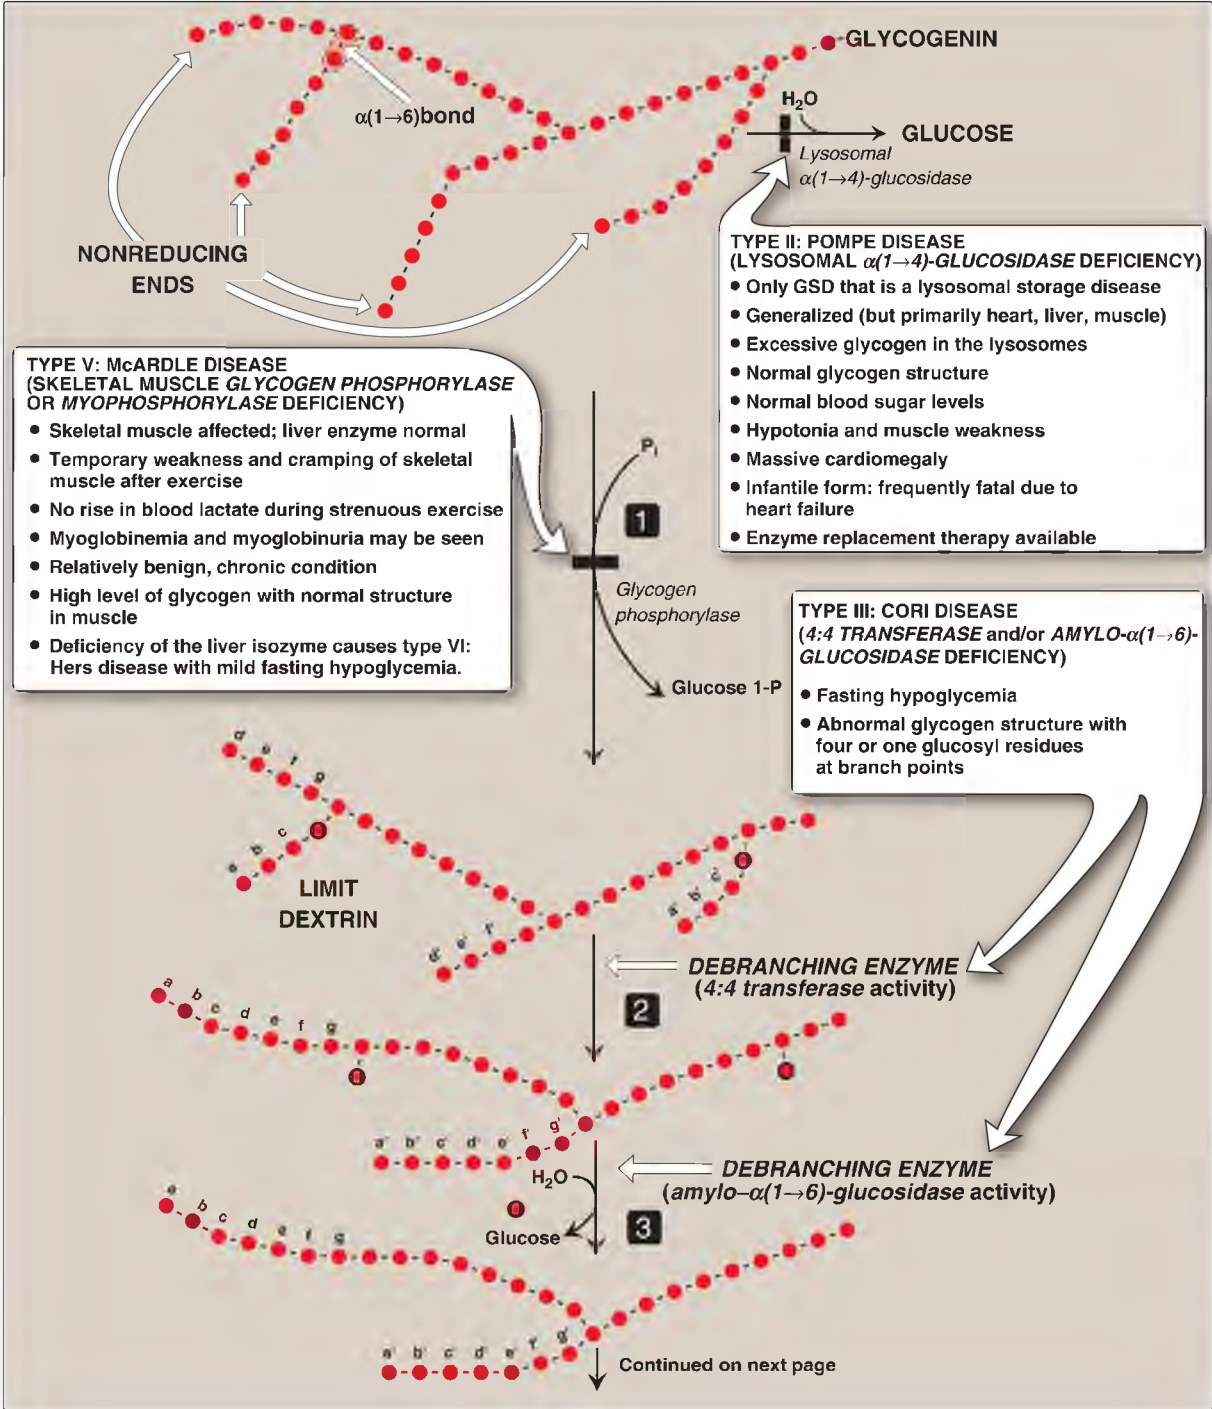 GLYCOGENIN
α(1→6)bond
H₂O
GLUCOSE
Lysosomal
α(1→4)-glucosidase
NONREDUCING
ENDS
TYPE II: POMPE DISEASE
(LYSOSOMAL α(1→4)-GLUCOSIDASE DEFICIENCY)
• Only GSD that is a lysosomal storage disease
• Generalized (but primarily heart, liver, muscle)
• Excessive glycogen in the lysosomes
• Normal glycogen structure
• Normal blood sugar levels
• Hypotonia and muscle weakness
• Massive cardiomegaly
• Infantile form: frequently fatal due to
heart failure
• Enzyme replacement therapy available
TYPE V: McARDLE DISEASE
(SKELETAL MUSCLE GLYCOGEN PHOSPHORYLASE
OR MYOPHOSPHORYLASE DEFICIENCY)
• Skeletal muscle affected; liver enzyme normal
• Temporary weakness and cramping of skeletal
muscle after exercise
• No rise in blood lactate during strenuous exercise
• Myoglobinemia and myoglobinuria may be seen
• Relatively benign, chronic condition
• High level of glycogen with normal structure
in muscle
• Deficiency of the liver isozyme causes type VI:
Hers disease with mild fasting hypoglycemia.
Pᵢ
1
Glycogen
phosphorylase
Glucose 1-P
TYPE III: CORI DISEASE
(4:4 TRANSFERASE and/or AMYLO-α(1→6)-
GLUCOSIDASE DEFICIENCY)
• Fasting hypoglycemia
• Abnormal glycogen structure with
four or one glucosyl residues
at branch points
d e f g
a b c
LIMIT
DEXTRIN
a' b' c'
d' e' f'
DEBRANCHING ENZYME
(4:4 transferase activity)
2
a b c d e f g
a' b' c' d' e' f' g'
H₂O
DEBRANCHING ENZYME
(amylo–α(1→6)-glucosidase activity)
Glucose
3
b c d e f g
a' b' c' d' e' f' g'
Continued on next page